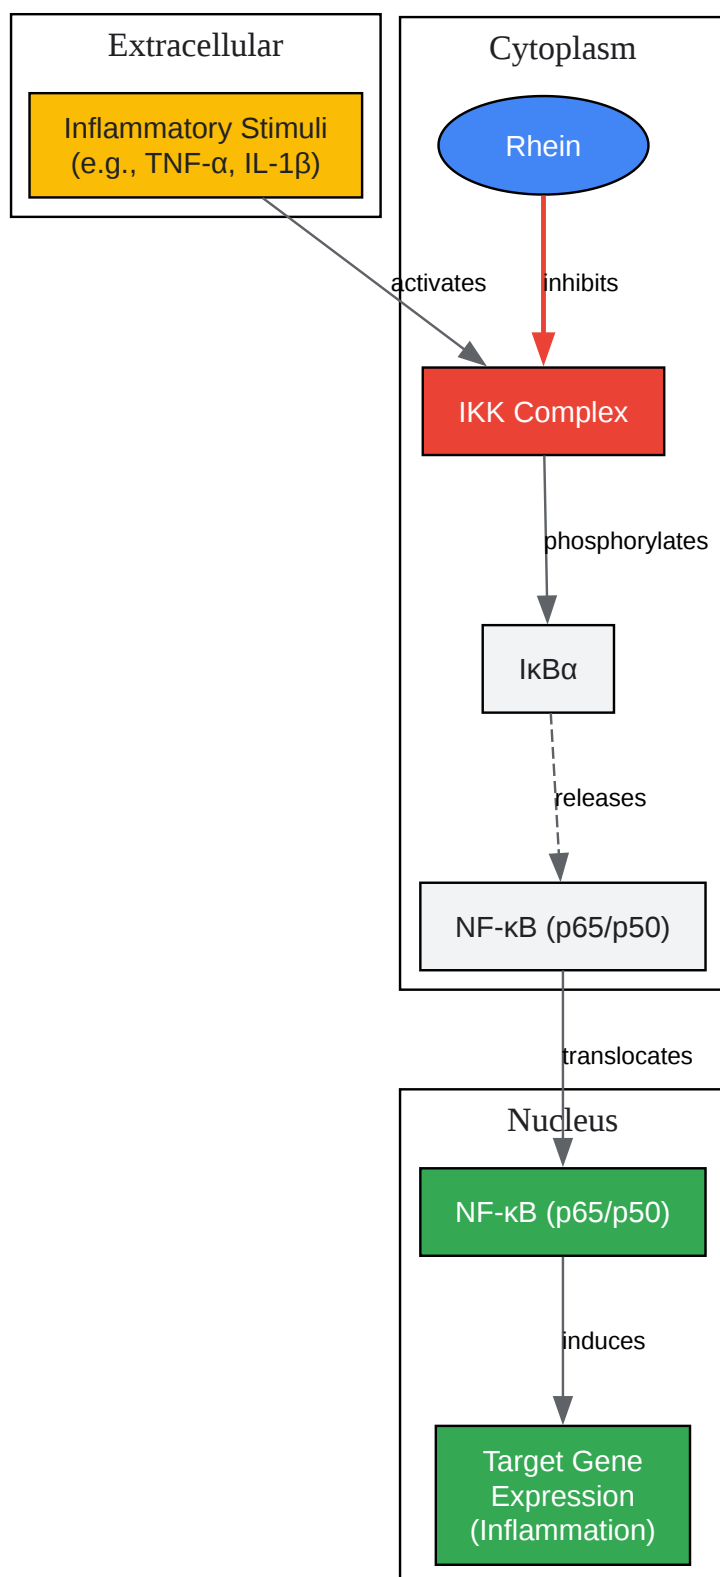 Extracellular
Inflammatory Stimuli
(e.g., TNF-α, IL-1β)
Cytoplasm
Rhein
activates
inhibits
IKK Complex
phosphorylates
IκBα
releases
NF-κB (p65/p50)
translocates
Nucleus
NF-κB (p65/p50)
induces
Target Gene
Expression
(Inflammation)